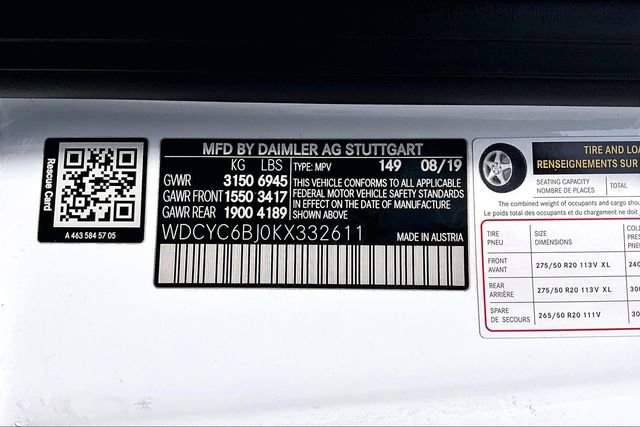 Rescue Card
A 463 584 57 05
MFD BY DAIMLER AG STUTTGART
KG LBS TYPE: MPV 149 08/19
GWR 3150 6945 THIS VEHICLE CONFORMS TO ALL APPLICABLE
GAWR FRONT 1550 3417 FEDERAL MOTOR VEHICLE SAFETY STANDARDS
IN EFFECT ON THE DATE OF MANUFACTURE
GAWR REAR 1900 4189 SHOWN ABOVE
WDCYC6BJ0KX332611 MADE IN AUSTRIA
TIRE AND
RENSEIGNEMENTS SUR
SEATING CAPACITY
NOMBRE DE PLACES TOTAL
The combined weight of occupants and cargo
Le poids total des occupants et du chargement ne doit
TIRE SIZE
PNEU DIMENSIONS
FRONT
AVANT 275/50 R20 113V XL 240
REAR
ARRIÈRE 275/50 R20 113V XL
SPARE
DE SECOURS 265/50 R20 111V